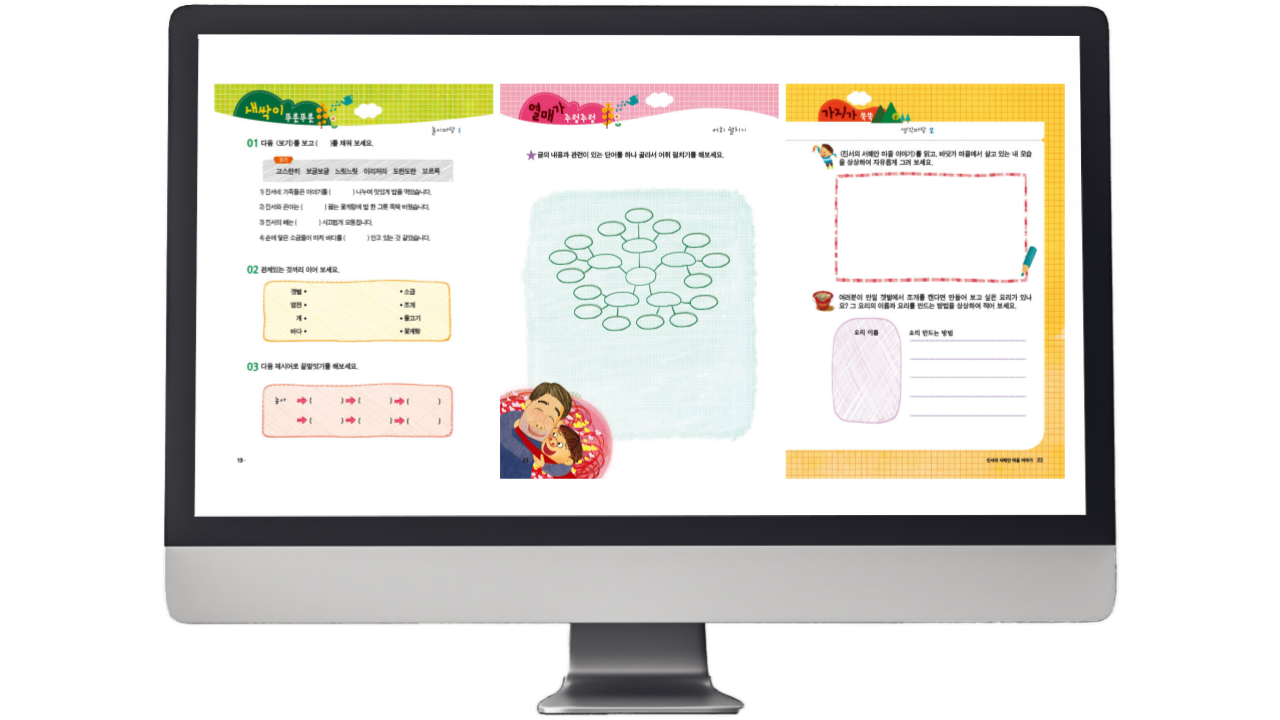 새싹이 푸릇푸릇
놀이마당 1
01 다음 〈보기〉를 보고 ( )를 채워 보세요.
보기
고스란히 보글보글 느릿느릿 이리저리 도란도란 꼬르륵
1) 진서네 가족들은 이야기를 ( ) 나누며 맛있게 밥을 먹었습니다.
2) 진서와 은아는 ( ) 끓는 꽃게탕에 밥 한 그릇 뚝딱 비웠습니다.
3) 진서의 배는 ( ) 시끄럽게 요동칩니다.
4) 손에 닿은 소금들이 마치 바다를 ( ) 안고 있는 것 같았습니다.
02 관계있는 것끼리 이어 보세요.
갯벌 • • 소금
염전 • • 조개
게 • • 물고기
바다 • • 꽃게탕
03 다음 제시어로 끝말잇기를 해보세요.
( ) ( ) ( )
( ) ( ) ( )
19
열매가 주렁주렁
어휘 펼치기
글의 내용과 관련이 있는 단어를 하나 골라서 어휘 펼치기를 해보세요.
21
가지가 쑥쑥
생각마당 2
〈진서의 서해안 마을 이야기〉를 읽고, 바닷가 마을에서 살고 있는 내 모습
을 상상하여 자유롭게 그려 보세요.
여러분이 만일 갯벌에서 조개를 캔다면 만들어 보고 싶은 요리가 있나
요? 그 요리의 이름과 요리를 만드는 방법을 상상하여 적어 보세요.
요리 이름
요리 만드는 방법
진서의 서해안 마을 이야기